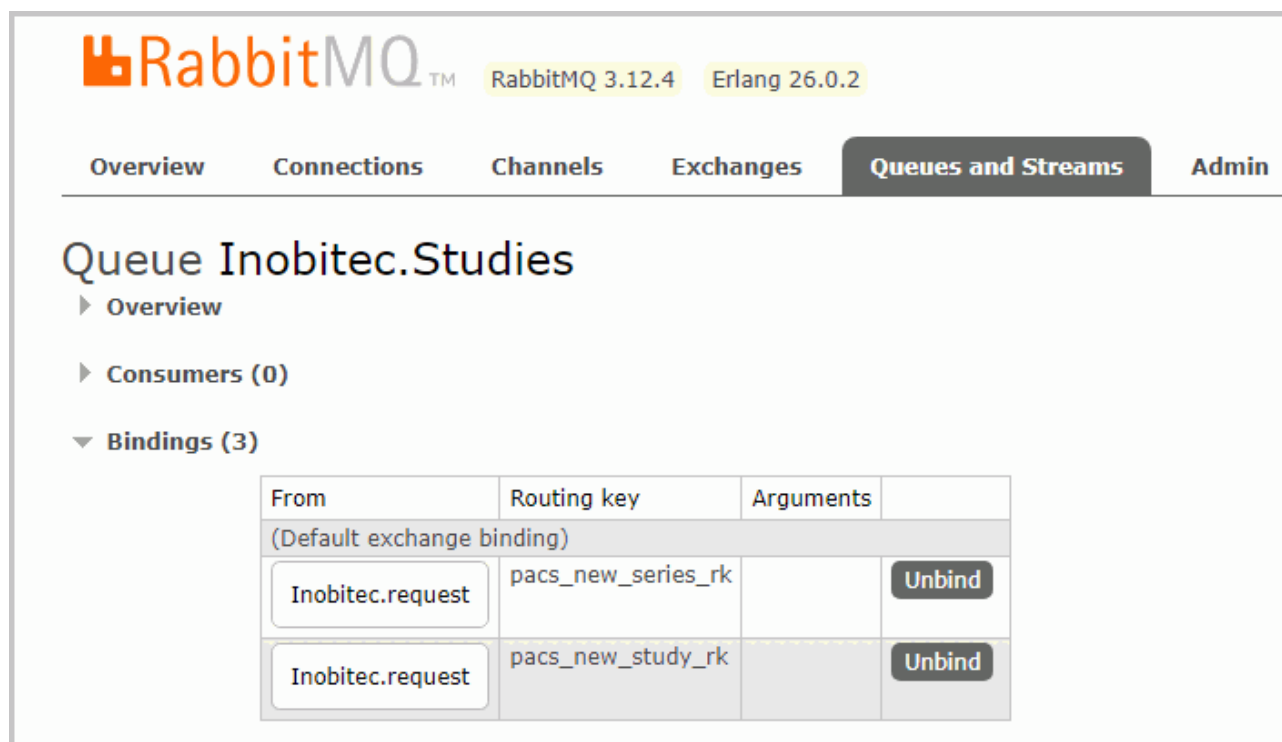 RabbitMQ TM RabbitMQ 3.12.4 Erlang 26.0.2
Overview Connections Channels Exchanges Queues and Streams Admin
Queue Inobitec.Studies
Overview
Consumers (0)
Bindings (3)
From Routing key Arguments
(Default exchange binding)
Inobitec.request pacs_new_series_rk Unbind
Inobitec.request pacs_new_study_rk Unbind